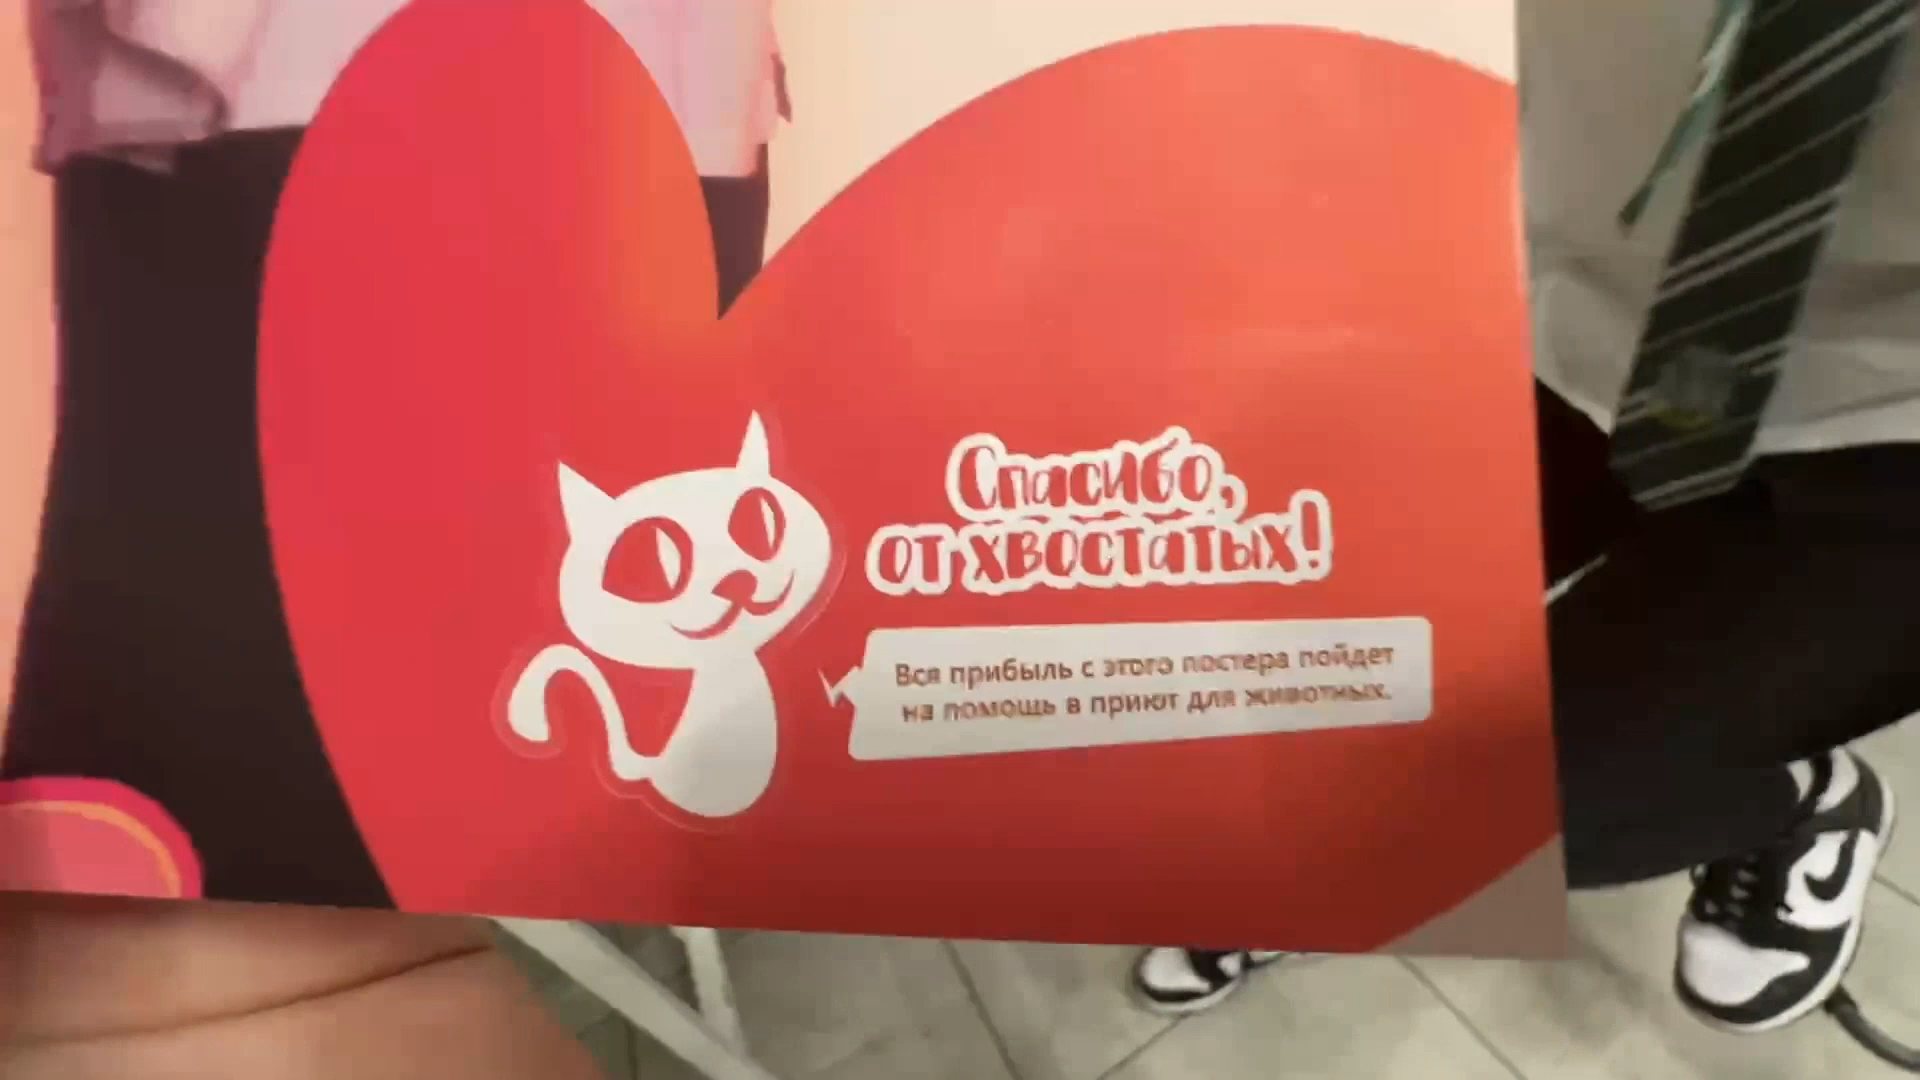 Спасибо,
от хвостатых!
Вся прибыль с этого постера пойдет
на помощь в приют для животных.